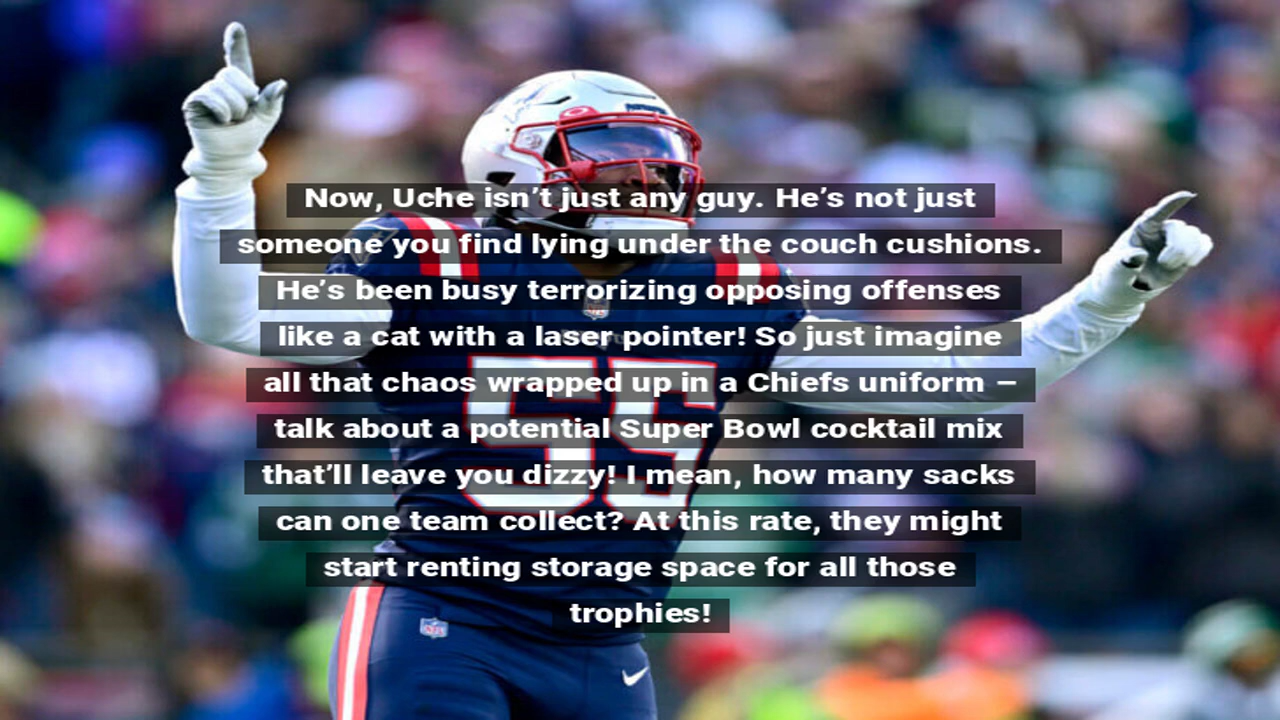 Now, Uche isn’t just any guy. He’s not just
someone you find lying under the couch cushions.
He’s been busy terrorizing opposing offenses
like a cat with a laser pointer! So just imagine
all that chaos wrapped up in a Chiefs uniform –
talk about a potential Super Bowl cocktail mix
that’ll leave you dizzy! I mean, how many sacks
can one team collect? At this rate, they might
start renting storage space for all those
trophies!
55